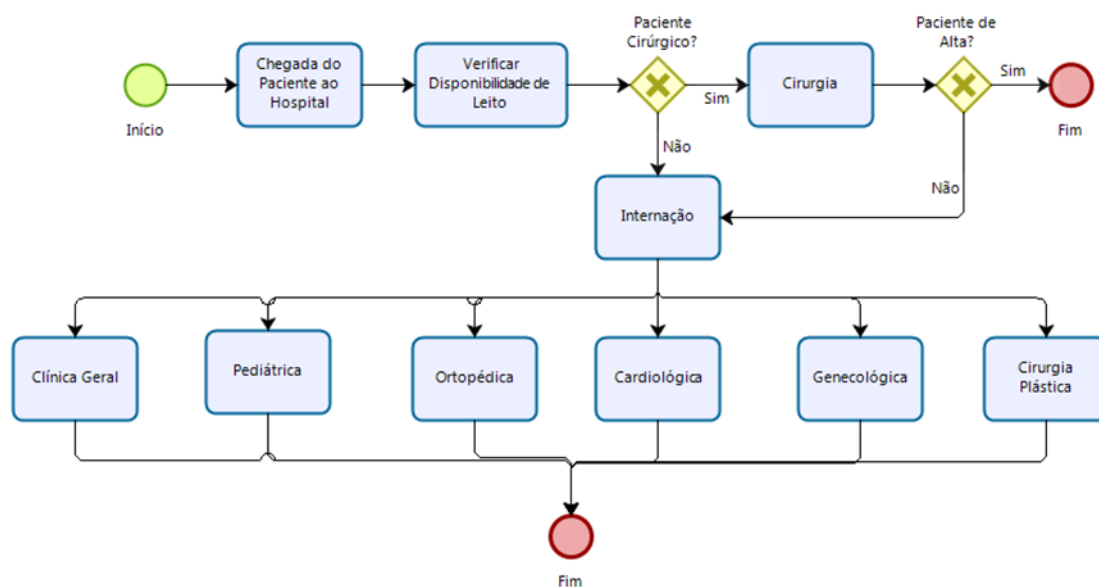 Paciente
Cirúrgico?
Paciente de
Alta?
Chegada do
Paciente ao
Hospital
Verificar
Disponibilidade de
Leito
Sim
Cirurgia
Sim
Início
Fim
Não
Não
Internação
Clínica Geral
Pediátrica
Ortopédica
Cardiológica
Genecológica
Cirurgia
Plástica
Fim